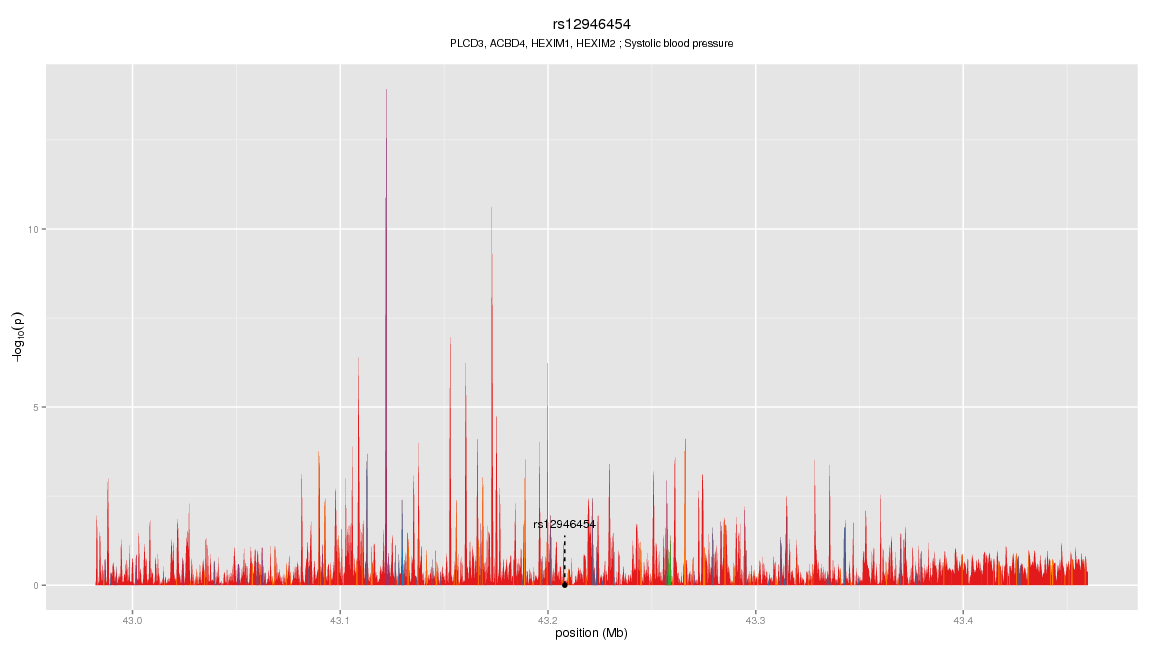 rs12946454
PLCD3, ACBD4, HEXIM1, HEXIM2 ; Systolic blood pressure
−log10(p)
10
5
0
rs12946454
43.0 43.1 43.2 43.3 43.4
position (Mb)